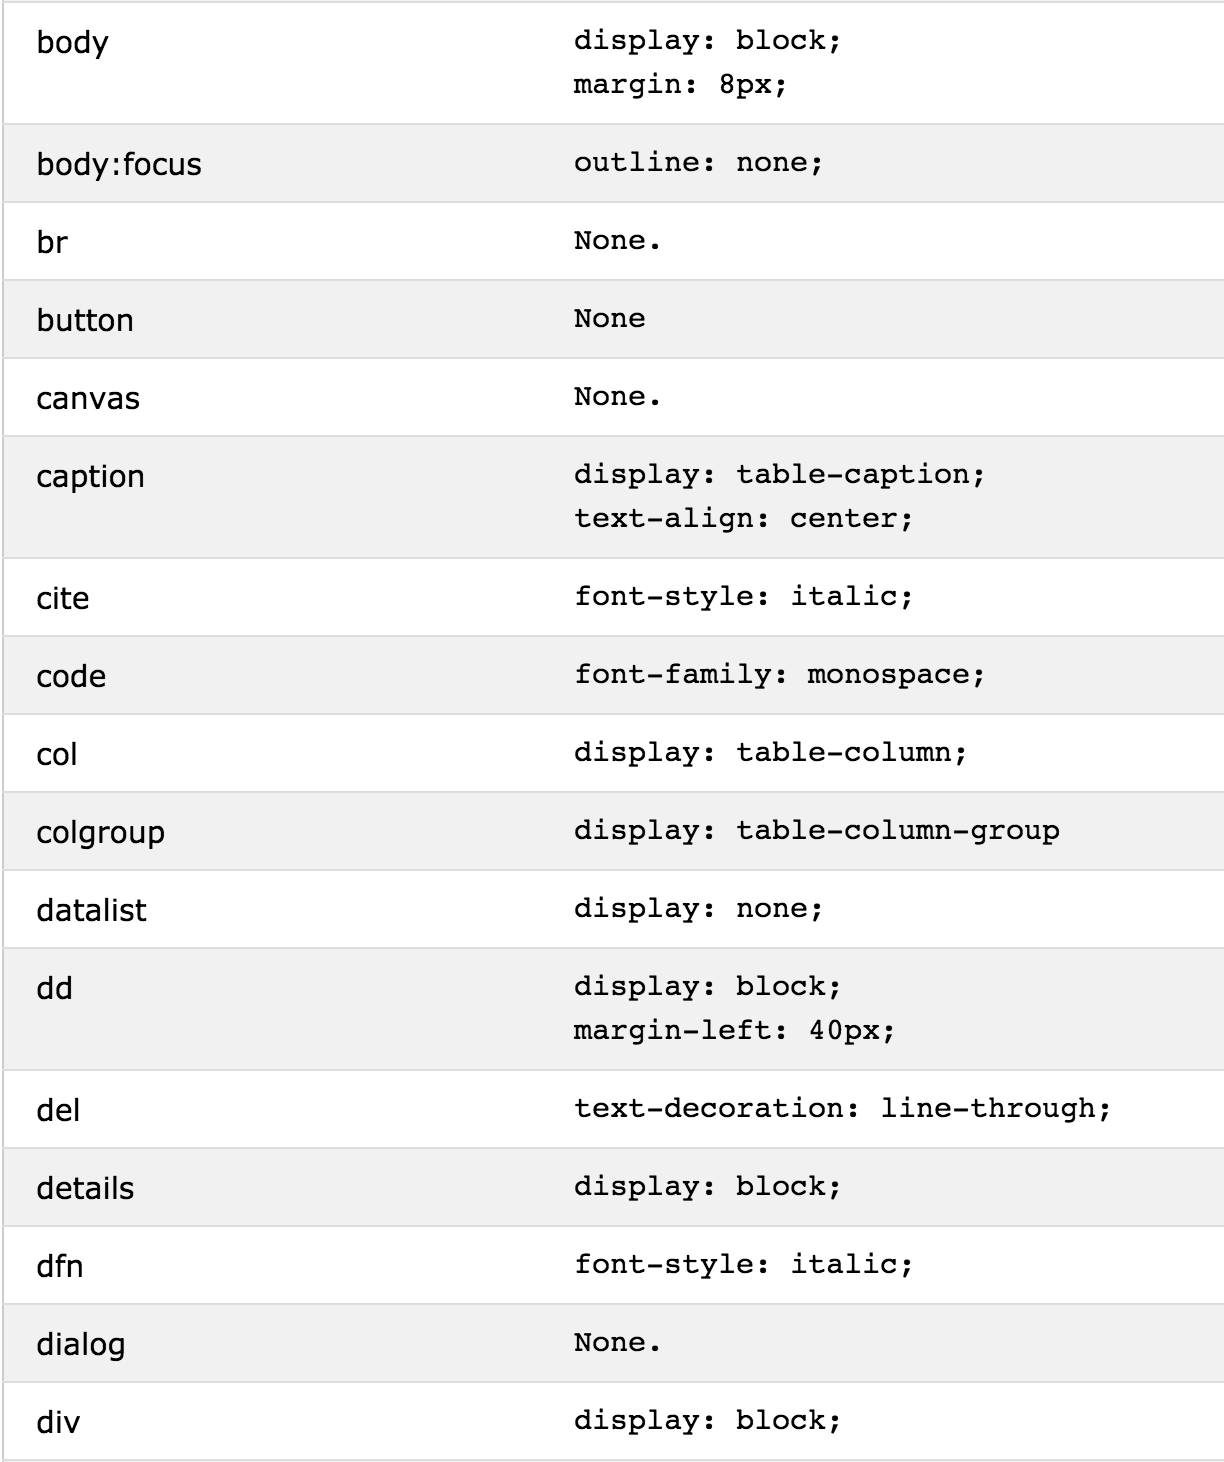 body display: block;
margin: 8px;
body:focus outline: none;
br None.
button None
canvas None.
caption display: table-caption;
text-align: center;
cite font-style: italic;
code font-family: monospace;
col display: table-column;
colgroup display: table-column-group
datalist display: none;
dd display: block;
margin-left: 40px;
del text-decoration: line-through;
details display: block;
dfn font-style: italic;
dialog None.
div display: block;